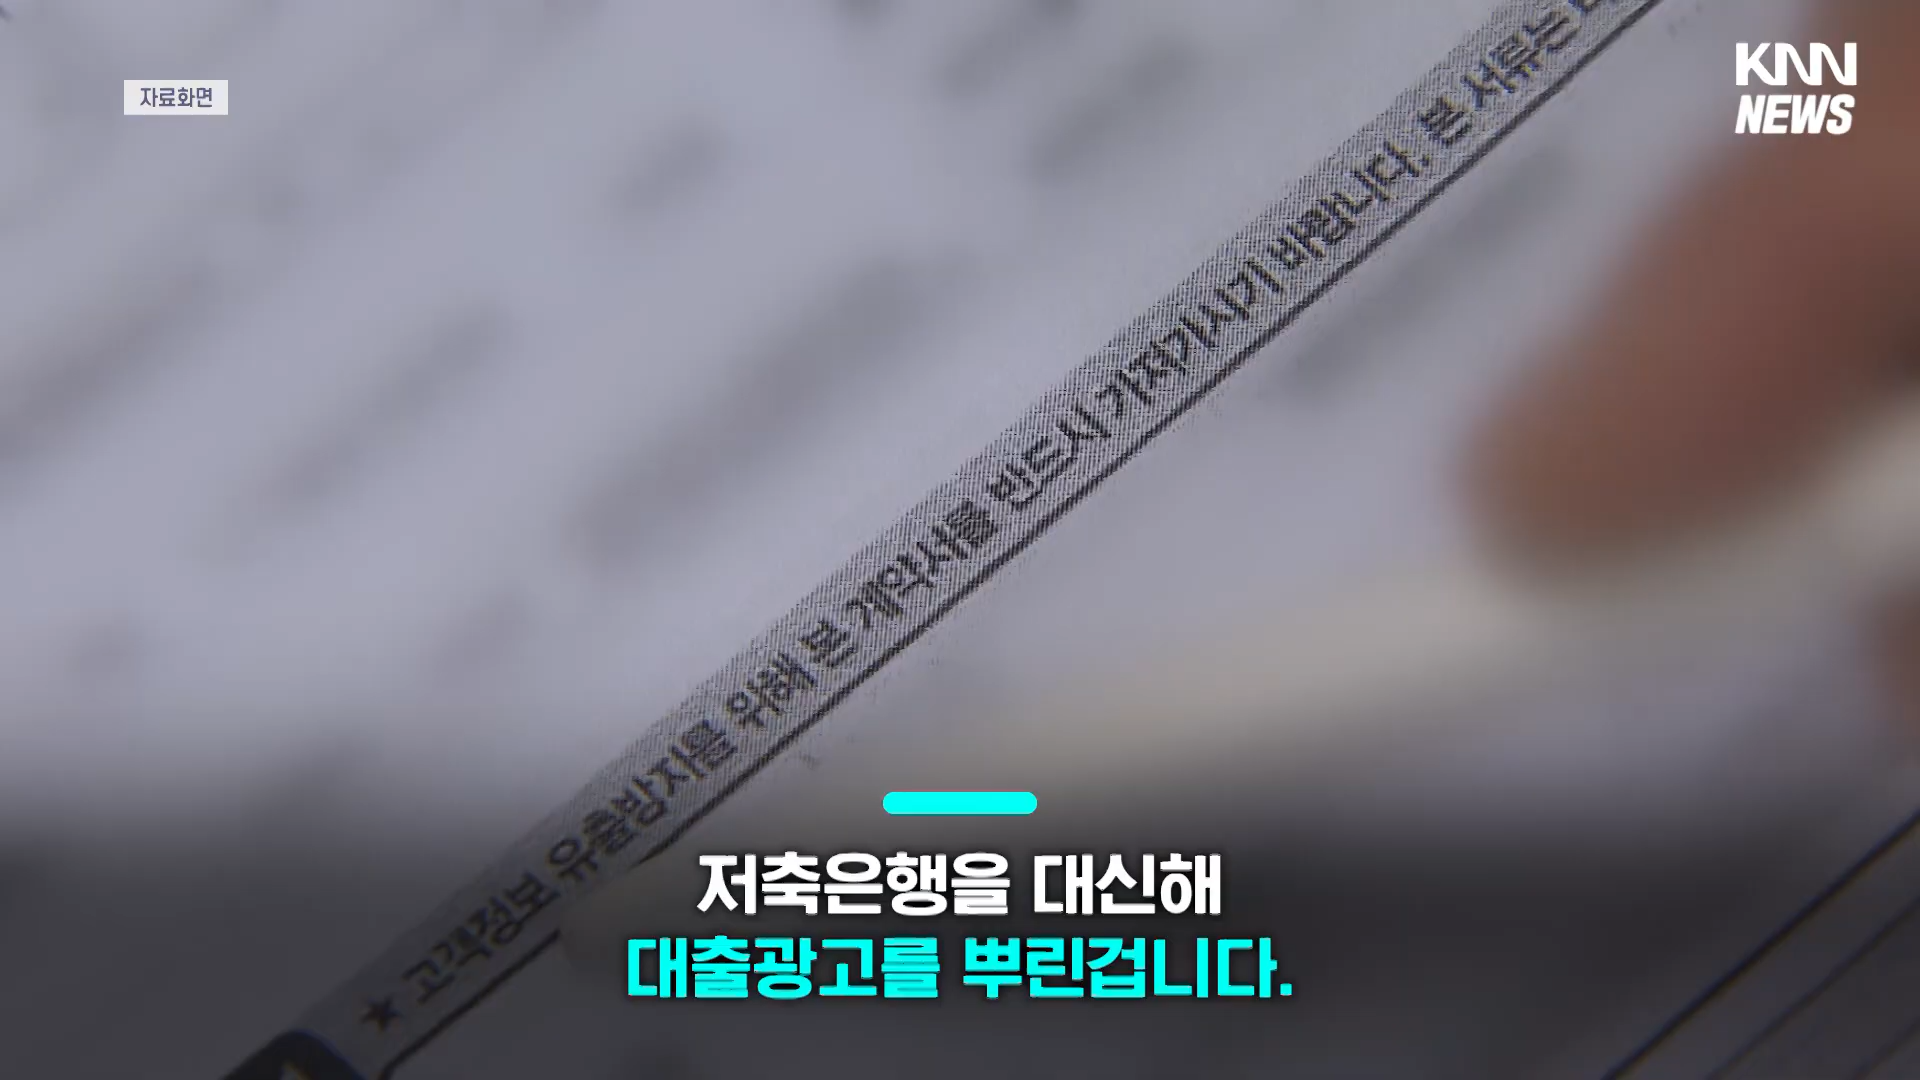 자료화면
KNN
NEWS
★ 고객정보 유출방지를 위해 본 계약서를 반드시 가져가시기 바랍니다. 본 서류는
저축은행을 대신해
대출광고를 뿌린겁니다.